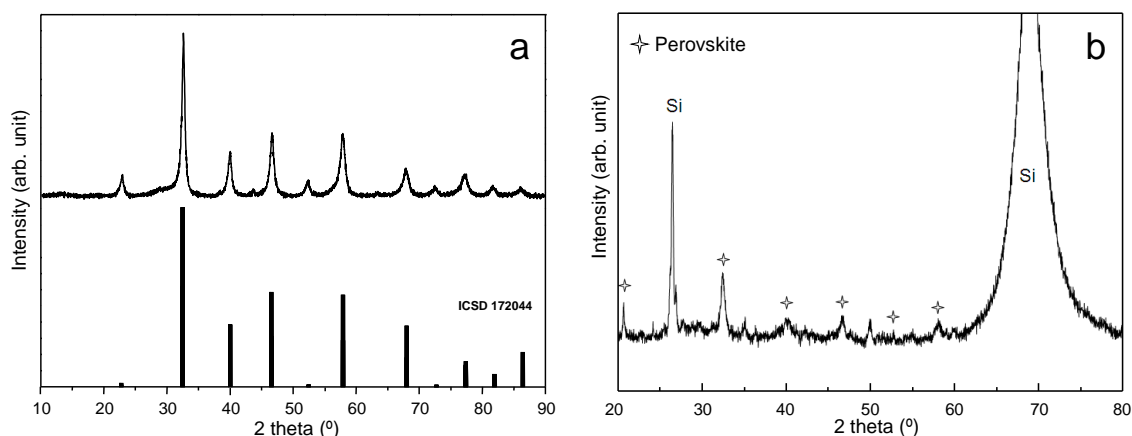 a
Intensity (arb. unit)
ICSD 172044
10 20 30 40 50 60 70 80 90
2 theta (º)
b
Perovskite
Si
Si
Intensity (arb. unit)
20 30 40 50 60 70 80
2 theta (º)